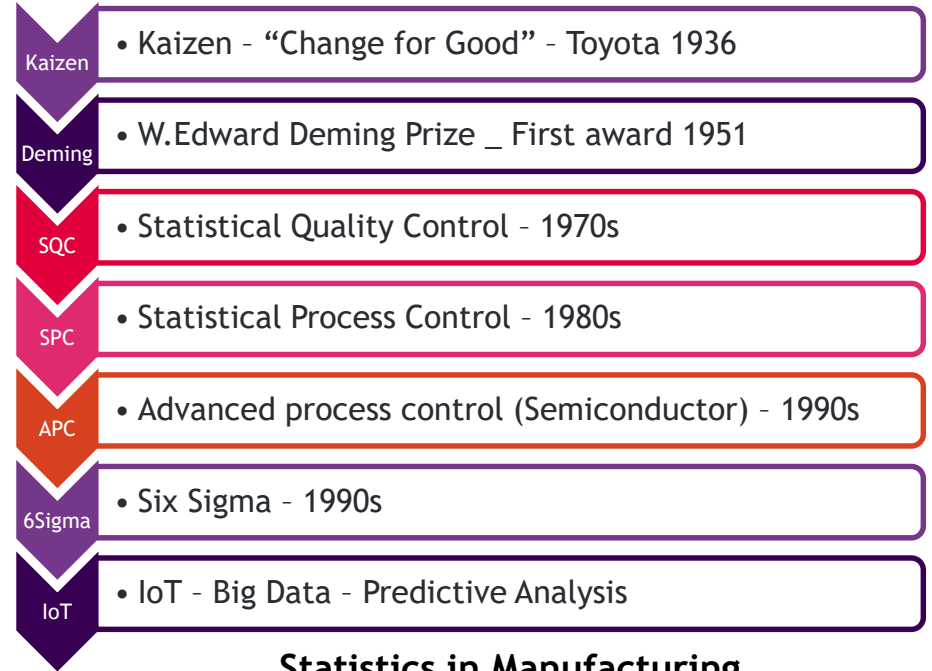 Kaizen
• Kaizen – “Change for Good” – Toyota 1936
Deming
• W.Edward Deming Prize _ First award 1951
SQC
• Statistical Quality Control – 1970s
SPC
• Statistical Process Control – 1980s
APC
• Advanced process control (Semiconductor) – 1990s
6Sigma
• Six Sigma – 1990s
IoT
• IoT – Big Data – Predictive Analysis
Statistics in Manufacturing